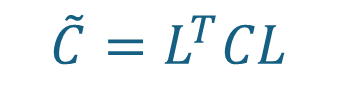 C̃ = LᵀCL